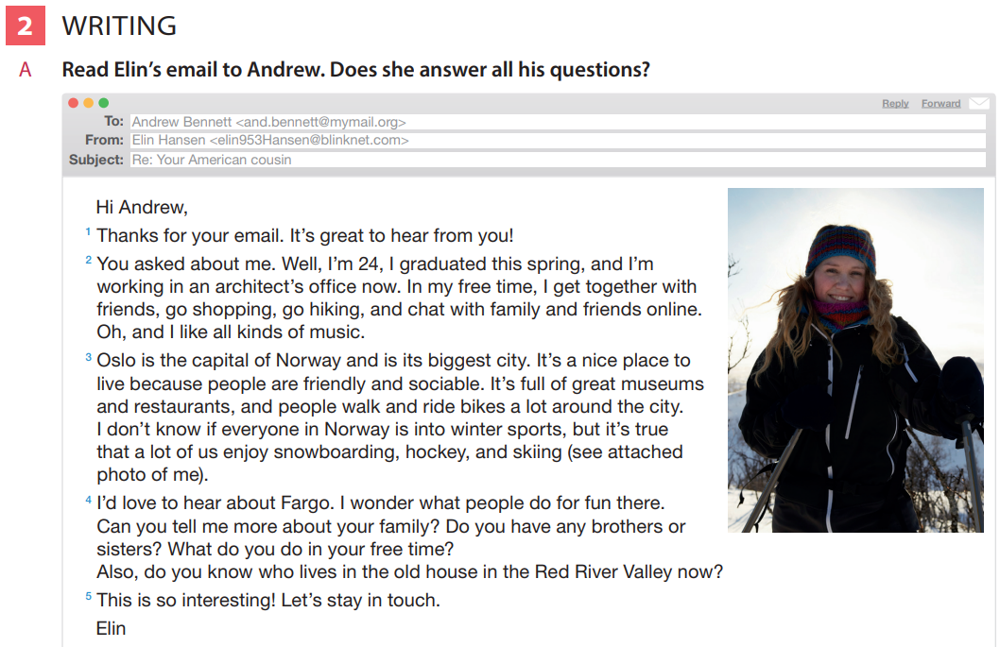 2 WRITING
A Read Elin's email to Andrew. Does she answer all his questions?
Reply Forward
To: Andrew Bennett <and.bennett@mymail.org>
From: Elin Hansen <elin953Hansen@blinknet.com>
Subject: Re: Your American cousin
Hi Andrew,
1 Thanks for your email. It's great to hear from you!
2 You asked about me. Well, I'm 24, I graduated this spring, and I'm
working in an architect's office now. In my free time, I get together with
friends, go shopping, go hiking, and chat with family and friends online.
Oh, and I like all kinds of music.
3 Oslo is the capital of Norway and is its biggest city. It's a nice place to
live because people are friendly and sociable. It's full of great museums
and restaurants, and people walk and ride bikes a lot around the city.
I don't know if everyone in Norway is into winter sports, but it's true
that a lot of us enjoy snowboarding, hockey, and skiing (see attached
photo of me).
4 I'd love to hear about Fargo. I wonder what people do for fun there.
Can you tell me more about your family? Do you have any brothers or
sisters? What do you do in your free time?
Also, do you know who lives in the old house in the Red River Valley now?
5 This is so interesting! Let's stay in touch.
Elin